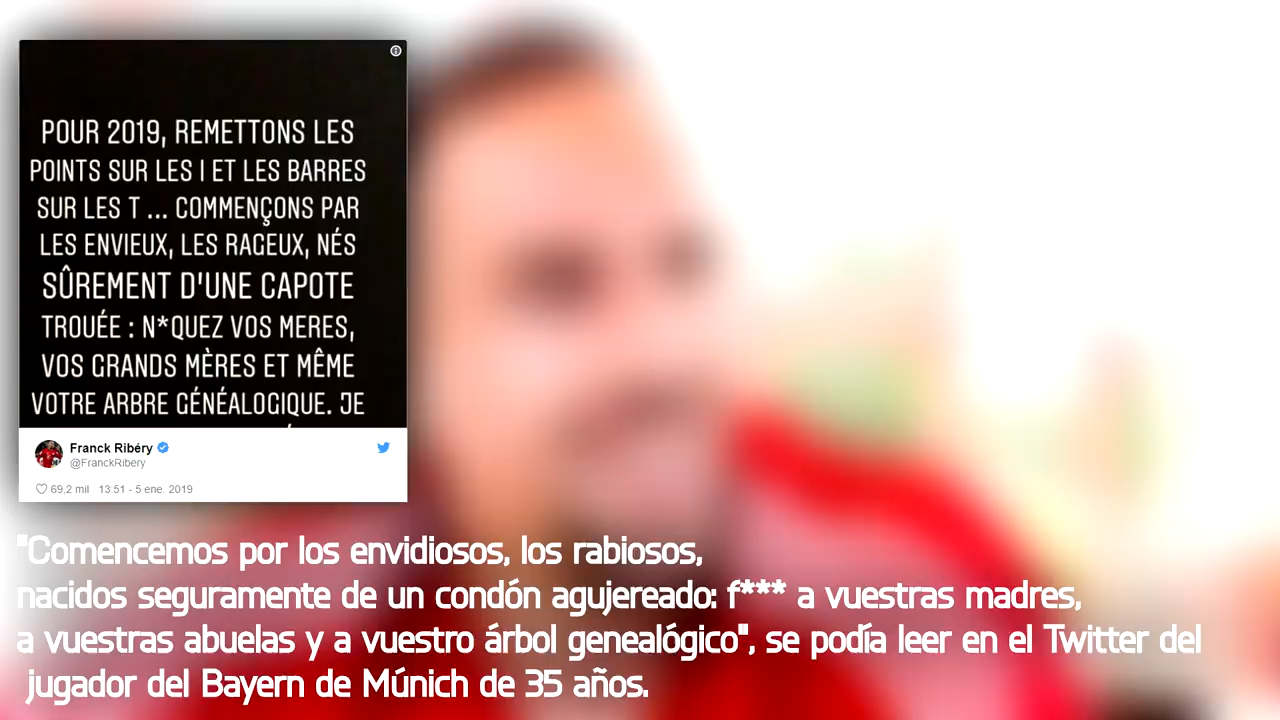 POUR 2019, REMETTONS LES
POINTS SUR LES I ET LES BARRES
SUR LES T ... COMMENÇONS PAR
LES ENVIEUX, LES RAGEUX, NÉS
SÛREMENT D'UNE CAPOTE
TROUÉE : N*QUEZ VOS MERES,
VOS GRANDS MÈRES ET MÊME
VOTRE ARBRE GÉNÉALOGIQUE. JE
Franck Ribéry
@FranckRibery
69,2 mil 13:51 - 5 ene. 2019
"Comencemos por los envidiosos, los rabiosos,
nacidos seguramente de un condón agujereado: f*** a vuestras madres,
a vuestras abuelas y a vuestro árbol genealógico", se podía leer en el Twitter del
jugador del Bayern de Múnich de 35 años.